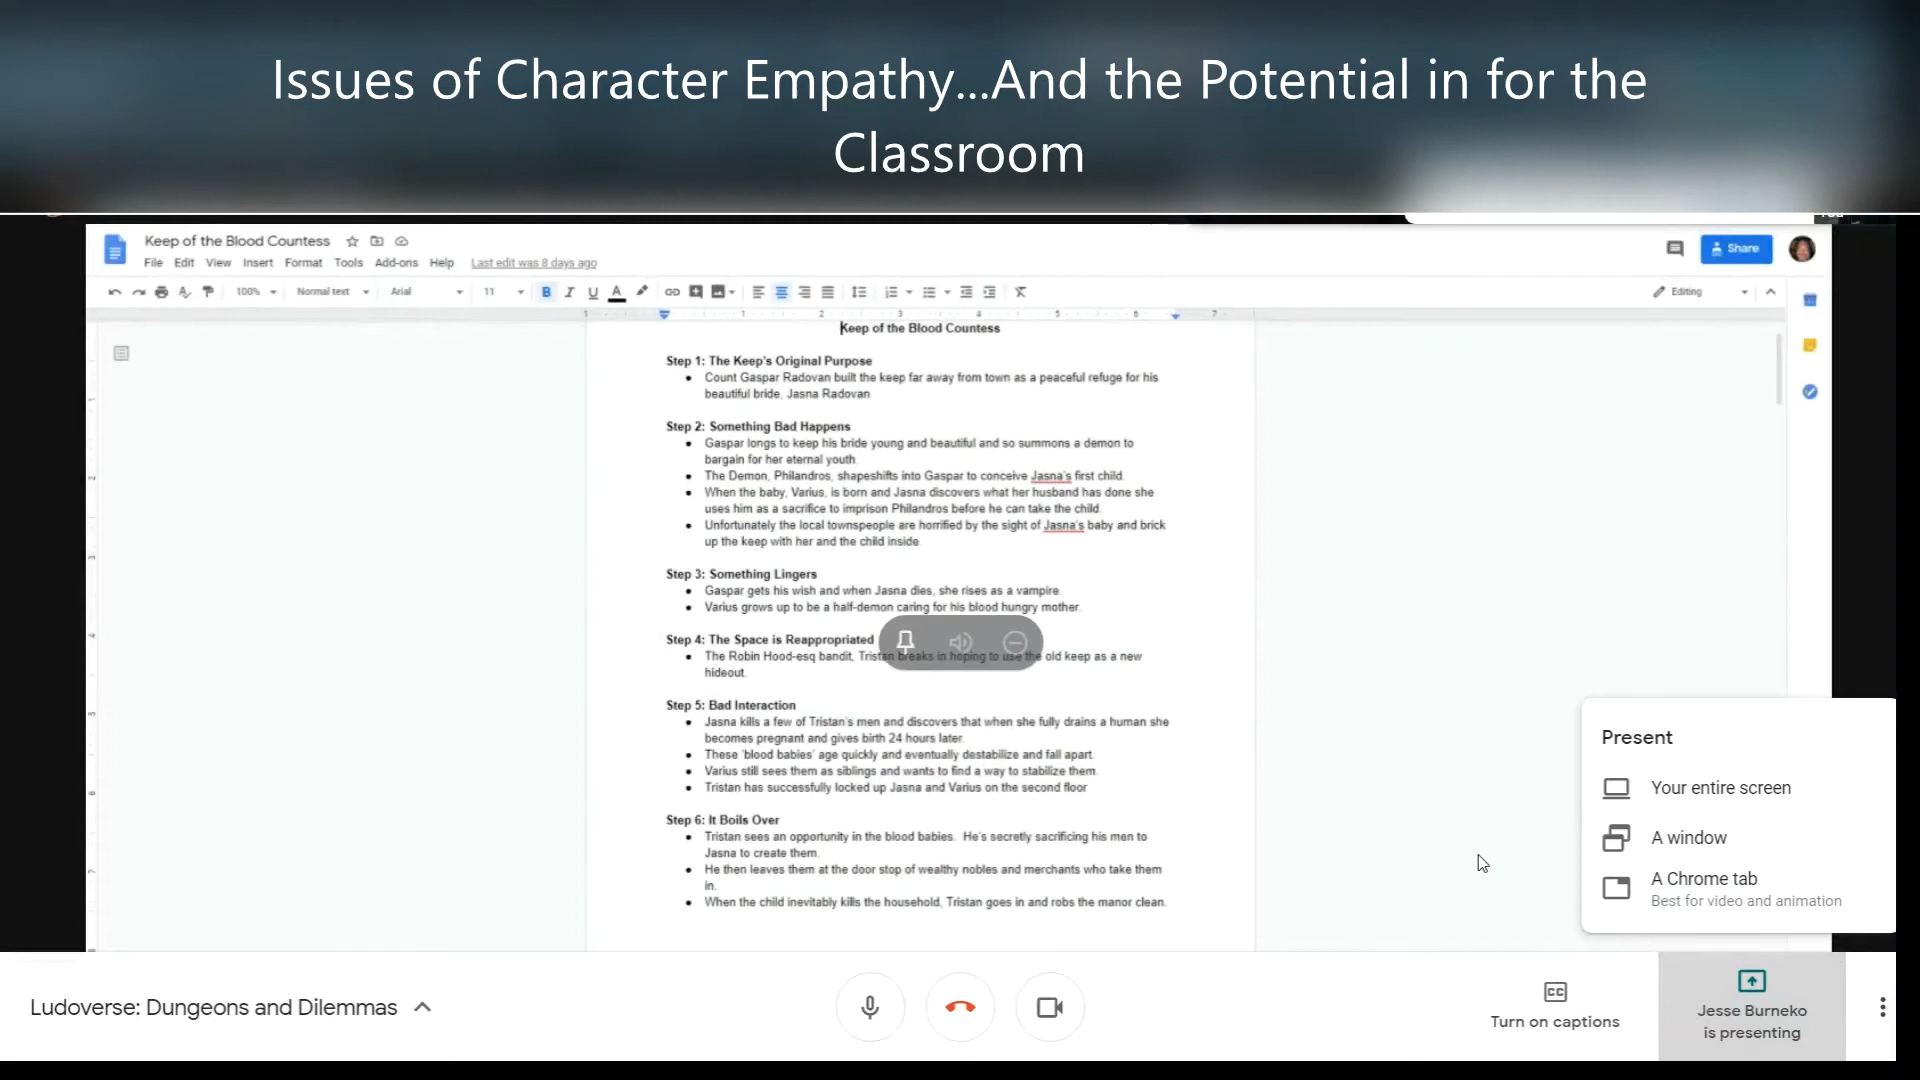 Issues of Character Empathy...And the Potential in for the
Classroom
Keep of the Blood Countess
File Edit View Insert Format Tools Add-ons Help Last edit was 8 days ago
Share
100% Normal text Arial 11 Editing
1 1 2 3 4 5 6 7
Keep of the Blood Countess
Step 1: The Keep's Original Purpose
Count Gaspar Radovan built the keep far away from town as a peaceful refuge for his
beautiful bride, Jasna Radovan
Step 2: Something Bad Happens
Gaspar longs to keep his bride young and beautiful and so summons a demon to
bargain for her eternal youth.
The Demon, Philandros, shapeshifts into Gaspar to conceive Jasna's first child.
When the baby, Varius, is born and Jasna discovers what her husband has done she
uses him as a sacrifice to imprison Philandros before he can take the child.
Unfortunately the local townspeople are horrified by the sight of Jasna's baby and brick
up the keep with her and the child inside.
Step 3: Something Lingers
Gaspar gets his wish and when Jasna dies, she rises as a vampire.
Varius grows up to be a half-demon caring for his blood hungry mother.
Step 4: The Space is Reappropriated
The Robin Hood-esq bandit, Tristan breaks in hoping to use the old keep as a new
hideout.
Step 5: Bad Interaction
Jasna kills a few of Tristan's men and discovers that when she fully drains a human she
becomes pregnant and gives birth 24 hours later.
These 'blood babies' age quickly and eventually destabilize and fall apart.
Varius still sees them as siblings and wants to find a way to stabilize them.
Tristan has successfully locked up Jasna and Varius on the second floor
Step 6: It Boils Over
Tristan sees an opportunity in the blood babies. He's secretly sacrificing his men to
Jasna to create them.
He then leaves them at the door stop of wealthy nobles and merchants who take them
in.
When the child inevitably kills the household, Tristan goes in and robs the manor clean.
Present
Your entire screen
A window
A Chrome tab
Best for video and animation
Ludoverse: Dungeons and Dilemmas
CC
Turn on captions
Jesse Burneko
is presenting